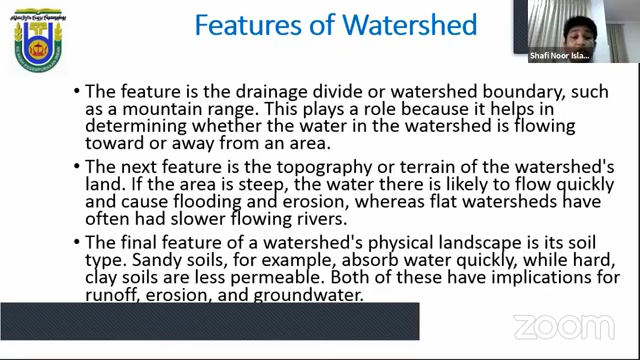 Features of Watershed
Shafi Noor Isla...
• The feature is the drainage divide or watershed boundary, such
as a mountain range. This plays a role because it helps in
determining whether the water in the watershed is flowing
toward or away from an area.
• The next feature is the topography or terrain of the watershed's
land. If the area is steep, the water there is likely to flow quickly
and cause flooding and erosion, whereas flat watersheds have
often had slower flowing rivers.
• The final feature of a watershed's physical landscape is its soil
type. Sandy soils, for example, absorb water quickly, while hard,
clay soils are less permeable. Both of these have implications for
runoff, erosion, and groundwater.
zoom